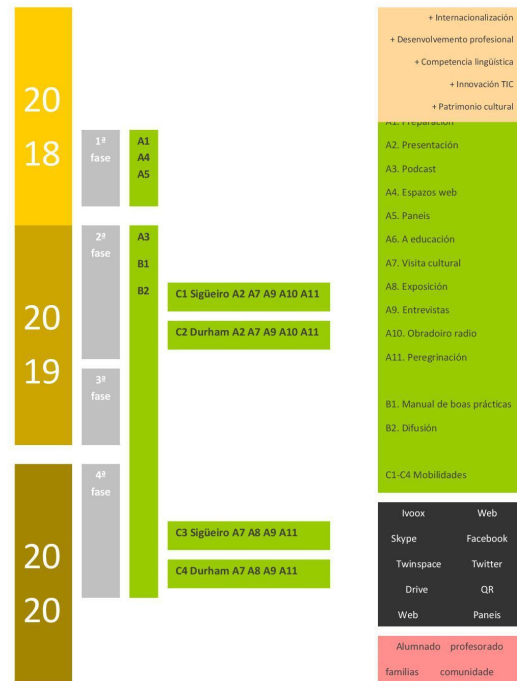 20
18
20
19
20
20
1ª
fase
2ª
fase
3ª
fase
4ª
fase
A1
A4
A5
A3
B1
B2
C1 Sigüeiro A2 A7 A9 A10 A11
C2 Durham A2 A7 A9 A10 A11
C3 Sigüeiro A7 A8 A9 A11
C4 Durham A7 A8 A9 A11
+ Internacionalización
+ Desenvolvemento profesional
+ Competencia lingüística
+ Innovación TIC
+ Patrimonio cultural
A1. Preparación
A2. Presentación
A3. Podcast
A4. Espazos web
A5. Paneis
A6. A educación
A7. Visita cultural
A8. Exposición
A9. Entrevistas
A10. Obradoiro radio
A11. Peregrinación
B1. Manual de boas prácticas
B2. Difusión
C1-C4 Mobilidades
Ivoox Web
Skype Facebook
Twinspace Twitter
Drive QR
Web Paneis
Alumnado profesorado
familias comunidade